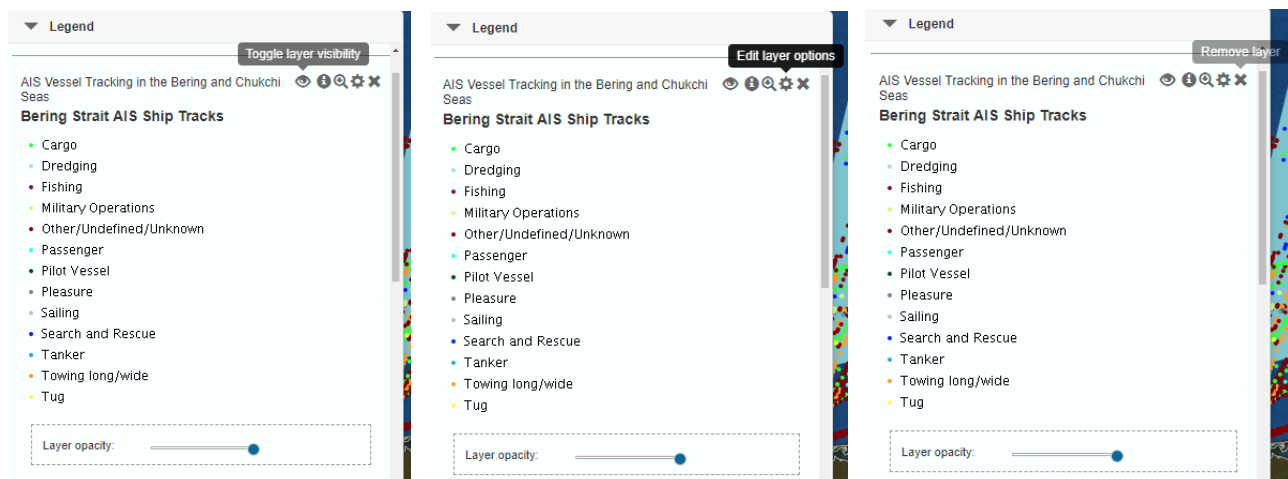 Legend
Toggle layer visibility
AIS Vessel Tracking in the Bering and Chukchi
Seas
Bering Strait AIS Ship Tracks
Cargo
Dredging
Fishing
Military Operations
Other/Undefined/Unknown
Passenger
Pilot Vessel
Pleasure
Sailing
Search and Rescue
Tanker
Towing long/wide
Tug
Layer opacity:
Legend
Edit layer options
AIS Vessel Tracking in the Bering and Chukchi
Seas
Bering Strait AIS Ship Tracks
Cargo
Dredging
Fishing
Military Operations
Other/Undefined/Unknown
Passenger
Pilot Vessel
Pleasure
Sailing
Search and Rescue
Tanker
Towing long/wide
Tug
Layer opacity:
Legend
Remove layer
AIS Vessel Tracking in the Bering and Chukchi
Seas
Bering Strait AIS Ship Tracks
Cargo
Dredging
Fishing
Military Operations
Other/Undefined/Unknown
Passenger
Pilot Vessel
Pleasure
Sailing
Search and Rescue
Tanker
Towing long/wide
Tug
Layer opacity: